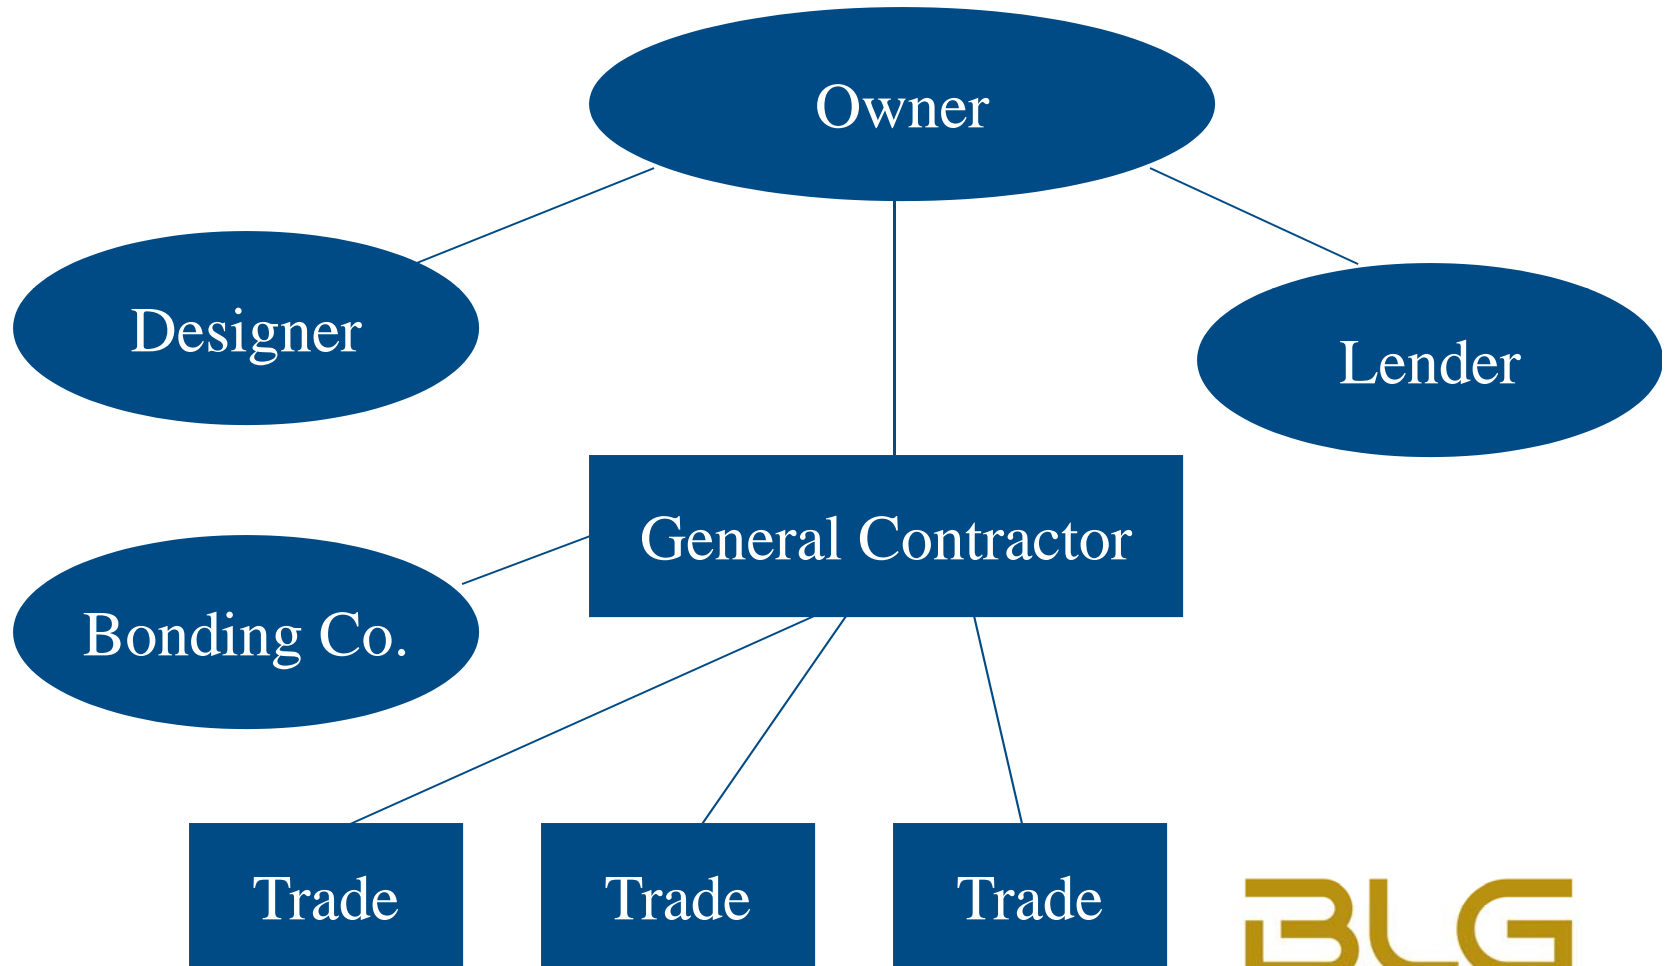 Owner
Designer
Lender
General Contractor
Bonding Co.
Trade
Trade
Trade
BLG